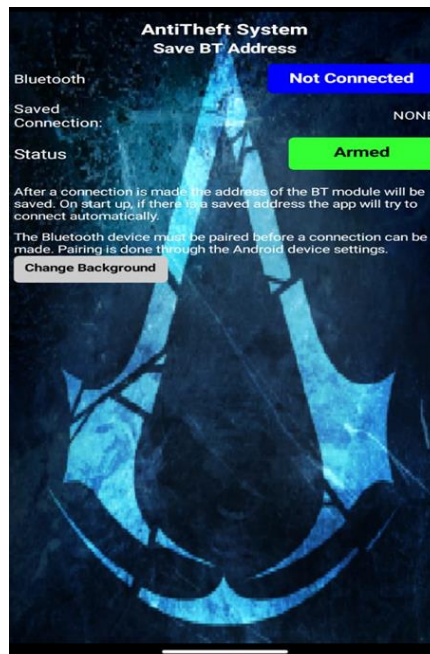 AntiTheft System
Save BT Address
Bluetooth
Not Connected
Saved
Connection:
NONE
Status
Armed
After a connection is made the address of the BT module will be
saved. On start up, if there is a saved address the app will try to
connect automatically.
The Bluetooth device must be paired before a connection can be
made. Pairing is done through the Android device settings.
Change Background